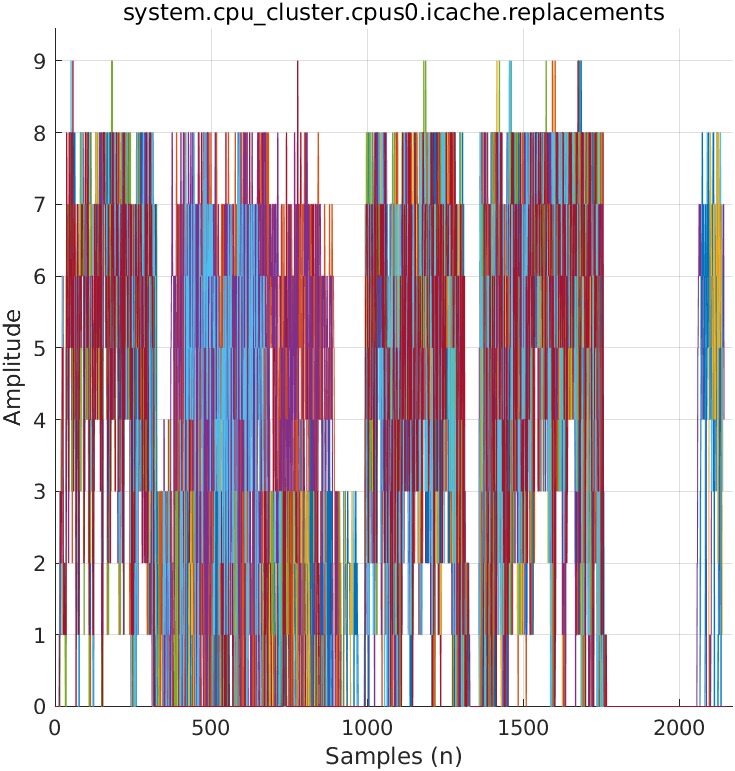 system.cpu_cluster.cpus0.icache.replacements
9
8
7
6
5
4
3
2
1
0
Amplitude
0 500 1000 1500 2000
Samples (n)